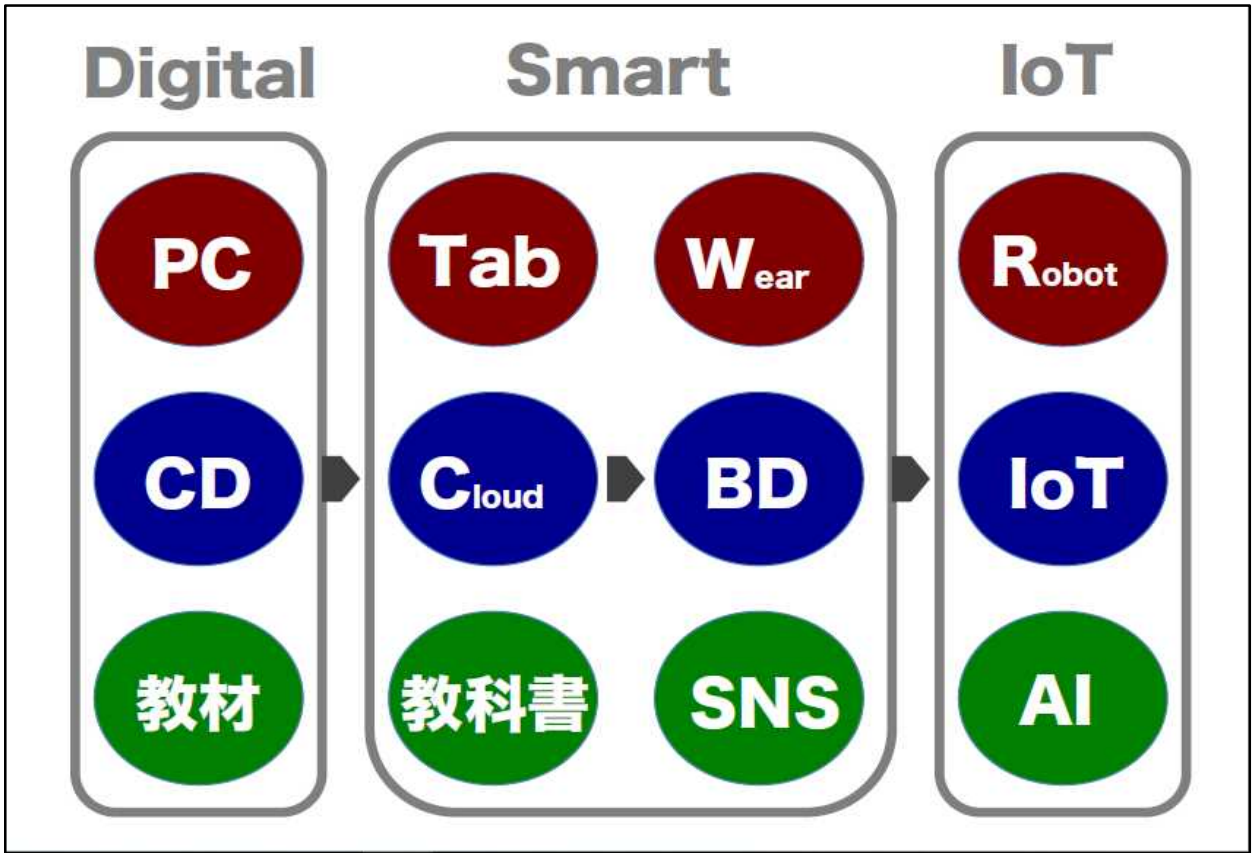 Digital
Smart
IoT
PC
Tab
Wear
Robot
CD
Cloud
BD
IoT
教材
教科書
SNS
AI